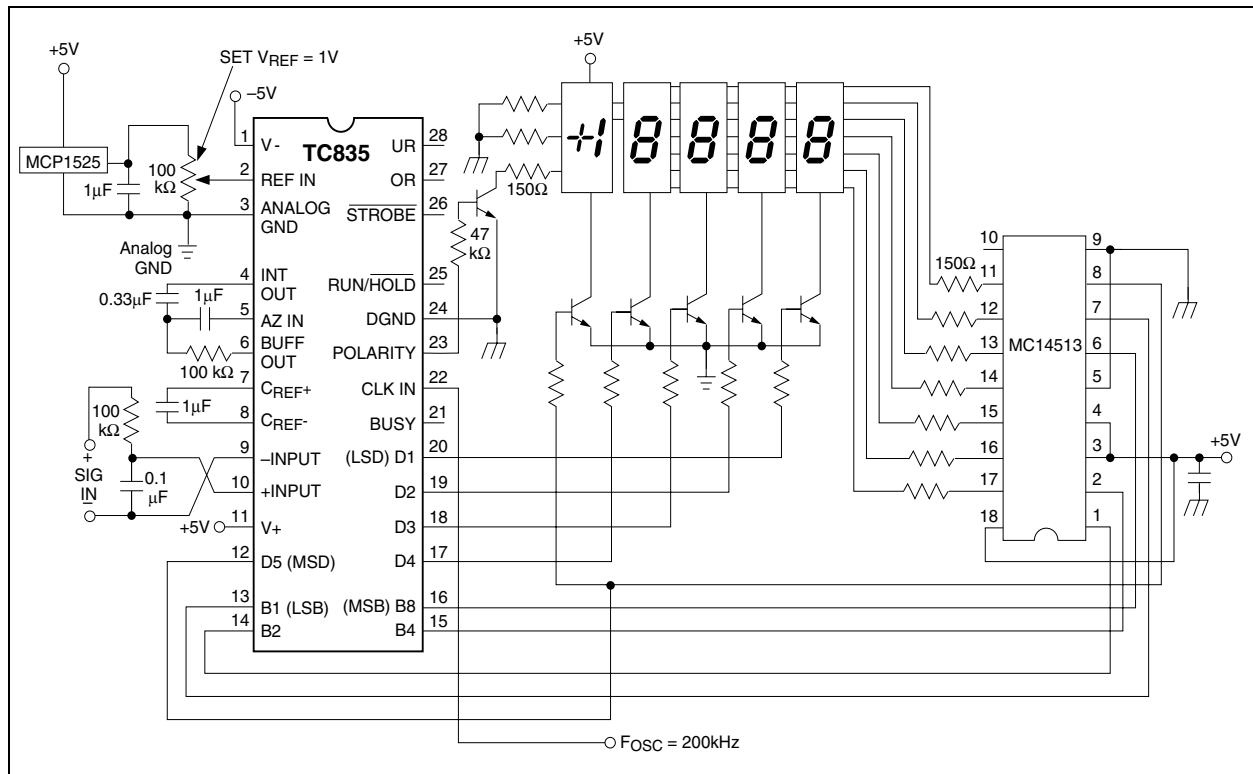 +5V
SET VREF = 1V
–5V
MCP1525
1μF
100
kΩ
Analog
GND
0.33μF
1μF
100 kΩ
1μF
100
kΩ
+
SIG
IN
–
0.1
μF
+5V
TC835
1 V-
2 REF IN
3 ANALOG
GND
4 INT
OUT
5 AZ IN
6 BUFF
OUT
7 CREF+
8 CREF-
9 –INPUT
10 +INPUT
11 V+
12 D5 (MSD)
13 B1 (LSB)
14 B2
UR 28
OR 27
STROBE 26
RUN/HOLD 25
DGND 24
POLARITY 23
CLK IN 22
BUSY 21
(LSD) D1 20
D2 19
D3 18
D4 17
(MSB) B8 16
B4 15
47
kΩ
150Ω
+5V
+1 8 8 8 8
150Ω
MC14513
10 9
11 8
12 7
13 6
14 5
15 4
16 3
17 2
18 1
+5V
FOSC = 200kHz